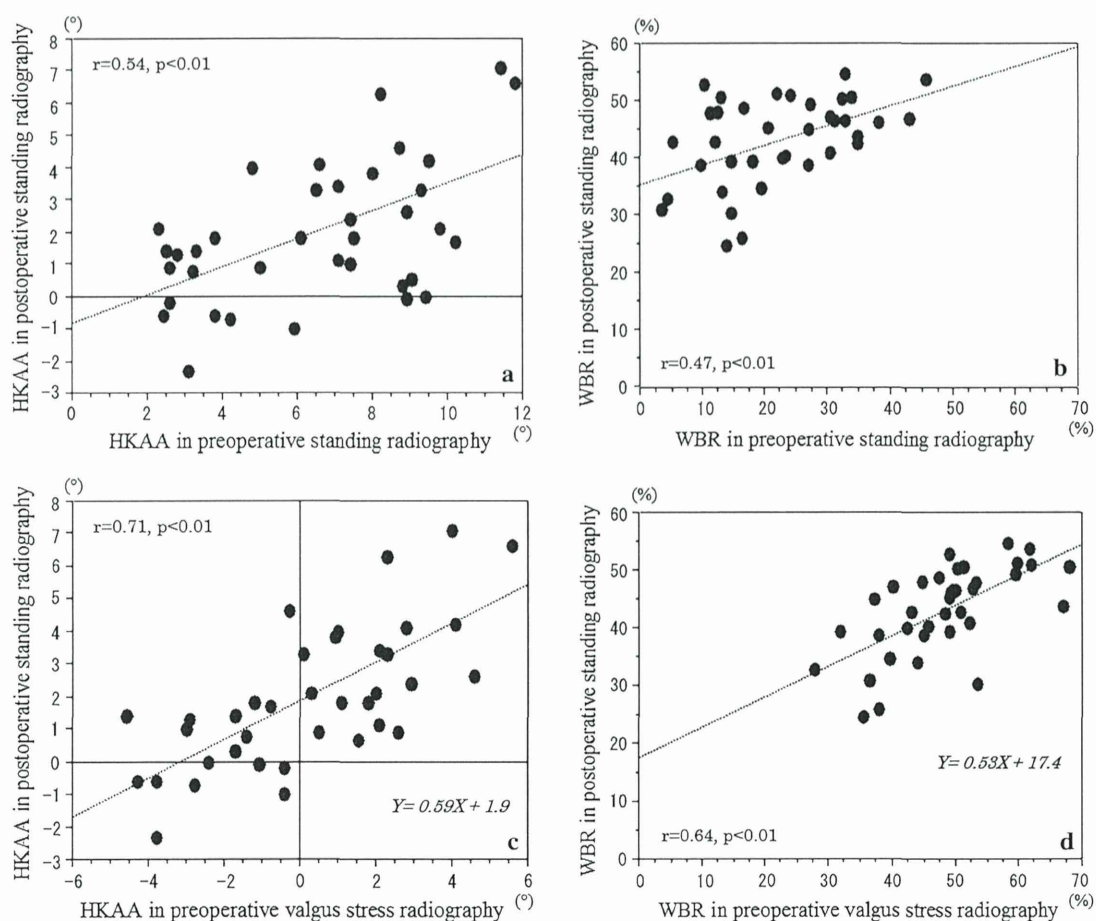 (°)
8
7
6
5
4
3
2
1
0
−1
−2
−3
HKAA in postoperative standing radiography
r=0.54, p<0.01
a
0 2 4 6 8 10 12
HKAA in preoperative standing radiography (°)
(%)
60
50
40
30
20
10
0
WBR in postoperative standing radiography
r=0.47, p<0.01
b
0 10 20 30 40 50 60 70
WBR in preoperative standing radiography (%)
(°)
8
7
6
5
4
3
2
1
0
−1
−2
−3
HKAA in postoperative standing radiography
r=0.71, p<0.01
Y= 0.59X + 1.9
c
−6 −4 −2 0 2 4 6
HKAA in preoperative valgus stress radiography (°)
(%)
60
50
40
30
20
10
0
WBR in postoperative standing radiography
Y= 0.53X + 17.4
r=0.64, p<0.01
d
0 10 20 30 40 50 60 70
WBR in preoperative valgus stress radiography (%)